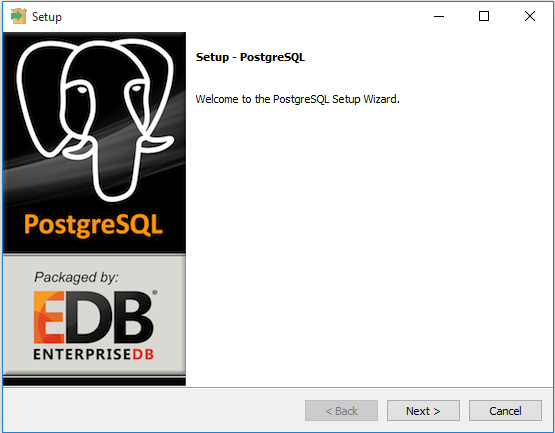 Setup
Setup - PostgreSQL
Welcome to the PostgreSQL Setup Wizard.
PostgreSQL
Packaged by:
EDB®
ENTERPRISEDB
< Back
Next >
Cancel